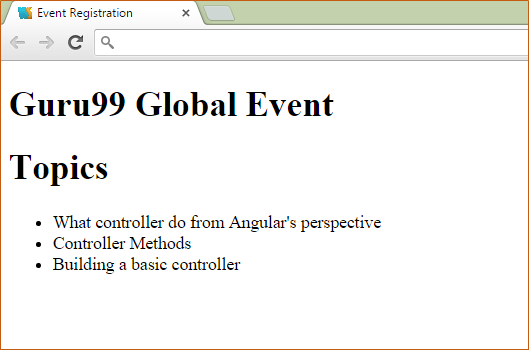 Event Registration
Guru99 Global Event
Topics
What controller do from Angular's perspective
Controller Methods
Building a basic controller